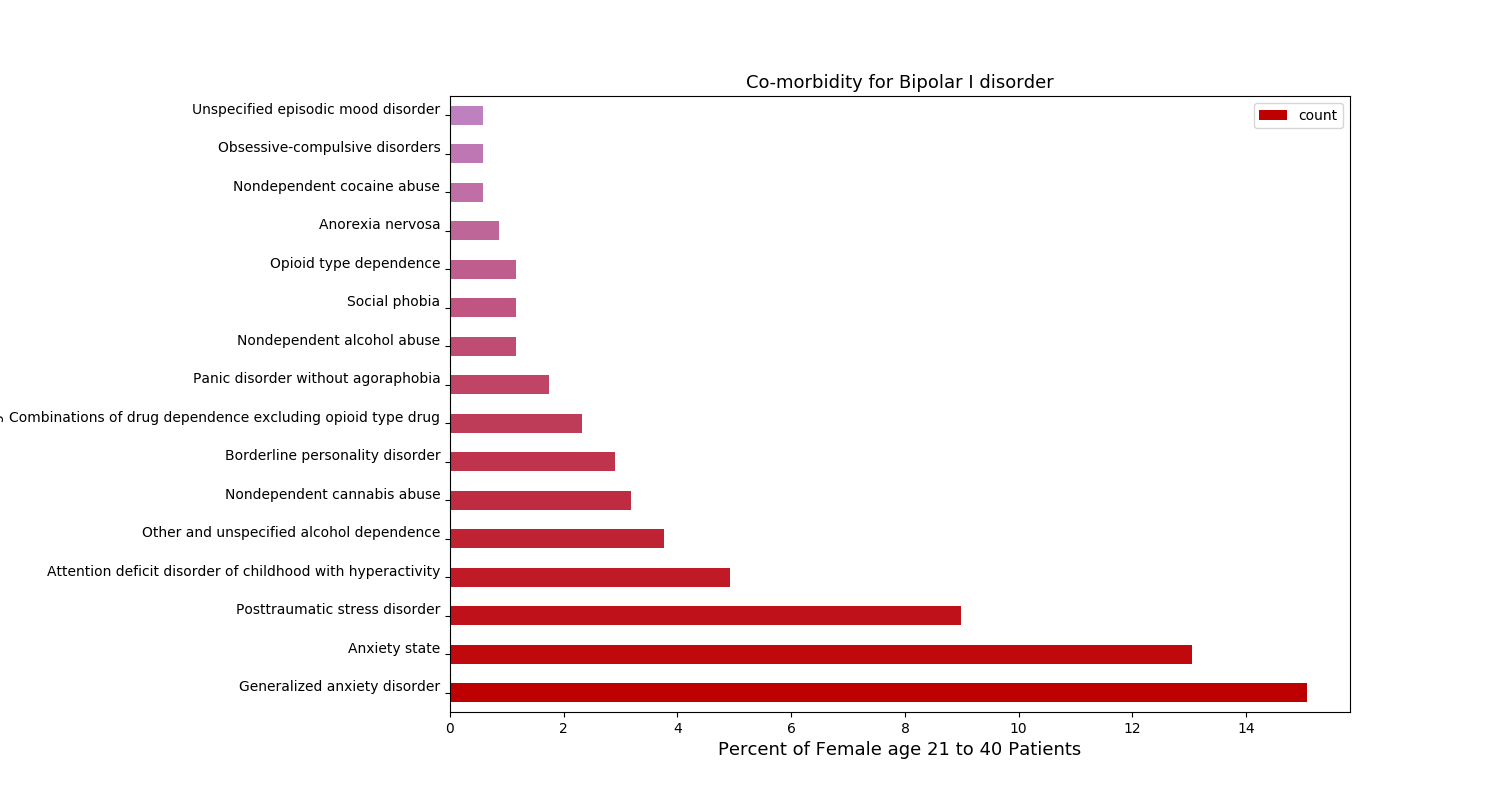 Co-morbidity for Bipolar I disorder
count
Unspecified episodic mood disorder
Obsessive-compulsive disorders
Nondependent cocaine abuse
Anorexia nervosa
Opioid type dependence
Social phobia
Nondependent alcohol abuse
Panic disorder without agoraphobia
Combinations of drug dependence excluding opioid type drug
Borderline personality disorder
Nondependent cannabis abuse
Other and unspecified alcohol dependence
Attention deficit disorder of childhood with hyperactivity
Posttraumatic stress disorder
Anxiety state
Generalized anxiety disorder
0 2 4 6 8 10 12 14
Percent of Female age 21 to 40 Patients